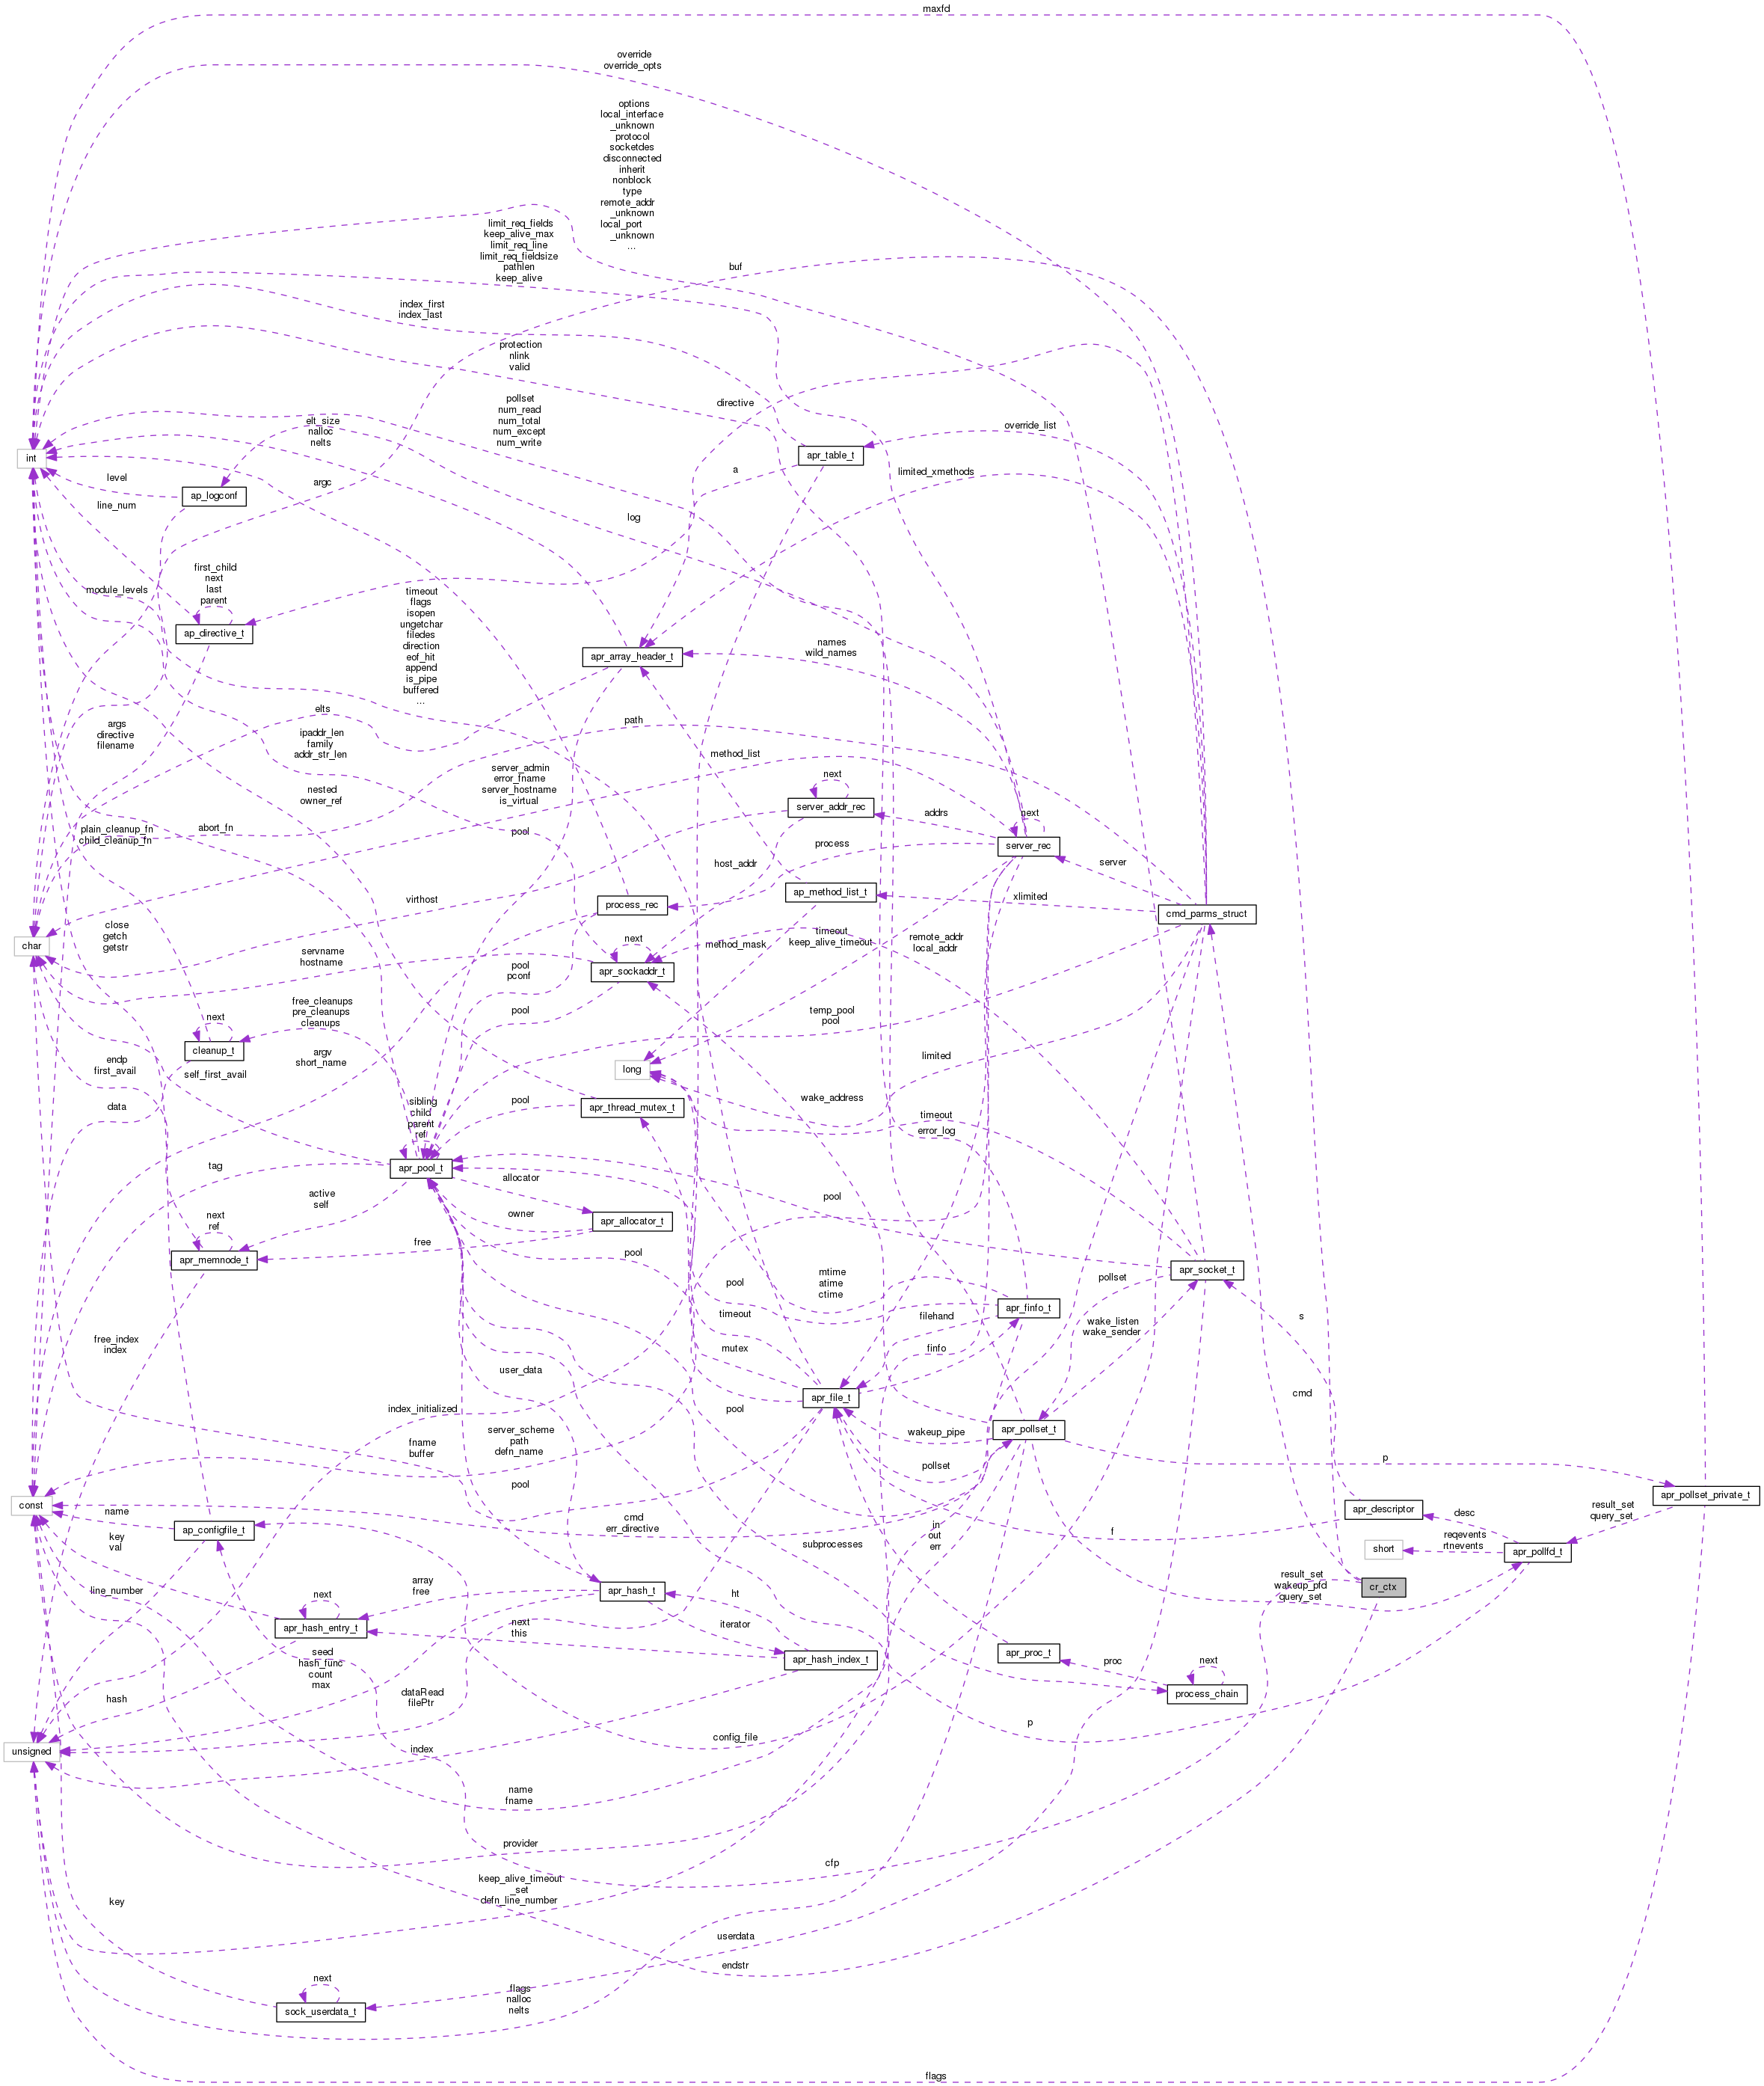 maxfd
override
override_opts
options
local_interface
_unknown
protocol
socketdes
disconnected
inherit
nonblock
type
remote_addr
_unknown
local_port
_unknown
...
limit_req_fields
keep_alive_max
limit_req_line
limit_req_fieldsize
pathlen
keep_alive
buf
index_first
index_last
protection
nlink
valid
directive
pollset
num_read
num_total
num_except
num_write
elt_size
nalloc
nelts
override_list
int
apr_table_t
level
a
limited_xmethods
argc
ap_logconf
line_num
log
first_child
next
last
parent
module_levels
timeout
flags
isopen
ungetchar
filedes
direction
eof_hit
append
is_pipe
buffered
...
ap_directive_t
names
wild_names
apr_array_header_t
elts
path
args
directive
filename
ipaddr_len
family
addr_str_len
method_list
server_admin
error_fname
server_hostname
is_virtual
next
nested
owner_ref
server_addr_rec
addrs
next
plain_cleanup_fn
child_cleanup_fn
abort_fn
pool
process
server_rec
host_addr
server
virthost
process_rec
ap_method_list_t
xlimited
cmd_parms_struct
close
getch
getstr
char
servname
hostname
next
method_mask
timeout
keep_alive_timeout
remote_addr
local_addr
pool
pconf
apr_sockaddr_t
free_cleanups
pre_cleanups
cleanups
pool
temp_pool
pool
next
cleanup_t
endp
first_avail
self_first_avail
argv
short_name
long
limited
data
sibling
child
parent
ref
pool
apr_thread_mutex_t
wake_address
timeout
error_log
tag
apr_pool_t
allocator
active
self
pool
next
ref
owner
apr_allocator_t
free
apr_memnode_t
pool
apr_socket_t
pool
mtime
atime
ctime
pollset
apr_finfo_t
timeout
filehand
wake_listen
wake_sender
s
free_index
index
mutex
finfo
user_data
apr_file_t
cmd
index_initialized
pool
server_scheme
path
defn_name
fname
buffer
wakeup_pipe
apr_pollset_t
p
pollset
pool
const
apr_pollset_private_t
apr_descriptor
result_set
query_set
name
ap_configfile_t
cmd
err_directive
desc
key
val
subprocesses
in
out
err
f
reqevents
rtnevents
short
apr_pollfd_t
line_number
array
free
apr_hash_t
ht
result_set
wakeup_pfd
query_set
cr_ctx
next
apr_hash_entry_t
next
this
iterator
apr_hash_index_t
apr_proc_t
proc
next
process_chain
seed
hash_func
count
max
hash
dataRead
filePtr
p
config_file
unsigned
index
name
fname
provider
cfp
keep_alive_timeout
_set
defn_line_number
key
userdata
endstr
next
sock_userdata_t
flags
nalloc
nelts
flags